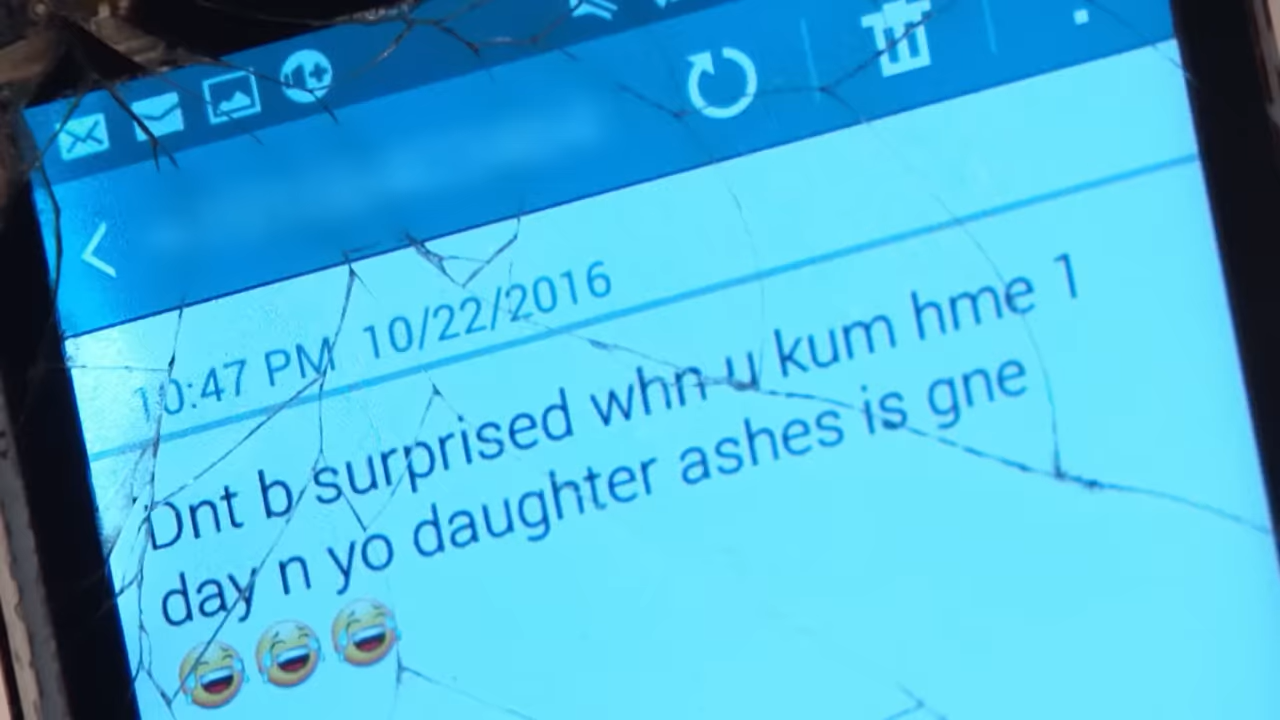 10:47 PM 10/22/2016
Dnt b surprised whn u kum hme 1
day n yo daughter ashes is gne
😂😂😂